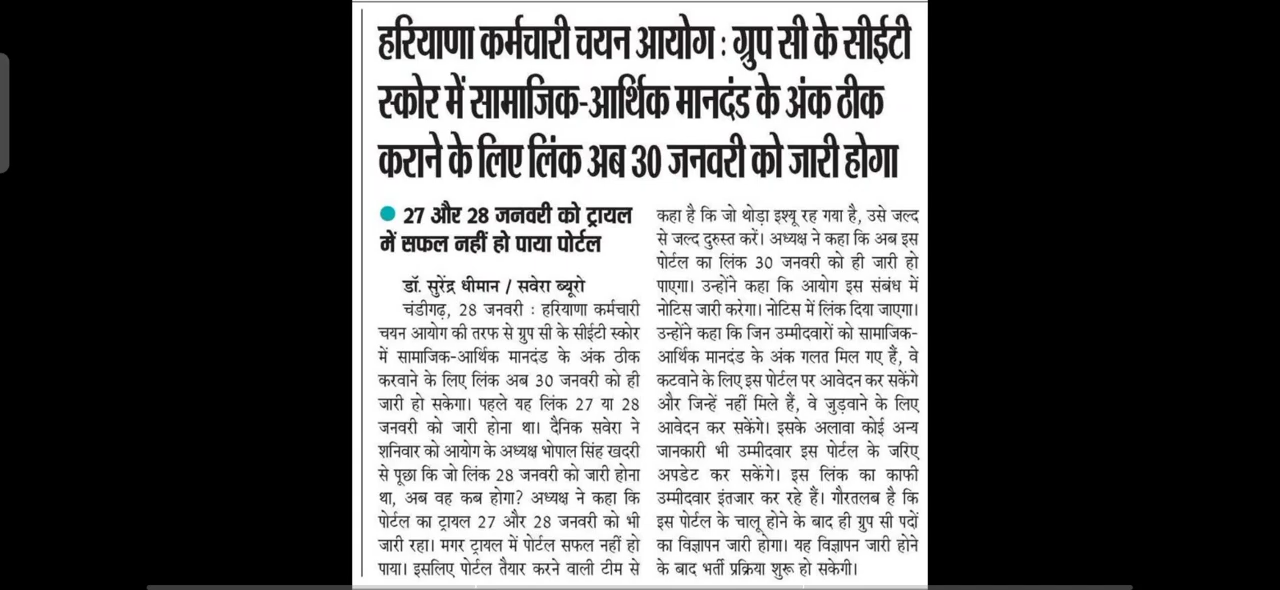 हरियाणा कर्मचारी चयन आयोग : ग्रुप सी के सीईटी
स्कोर में सामाजिक-आर्थिक मानदंड के अंक ठीक
कराने के लिए लिंक अब 30 जनवरी को जारी होगा
● 27 और 28 जनवरी को ट्रायल
में सफल नहीं हो पाया पोर्टल
डॉ. सुरेंद्र धीमान / सवेरा ब्यूरो
चंडीगढ़, 28 जनवरी : हरियाणा कर्मचारी
चयन आयोग की तरफ से ग्रुप सी के सीईटी स्कोर
में सामाजिक-आर्थिक मानदंड के अंक ठीक
करवाने के लिए लिंक अब 30 जनवरी को ही
जारी हो सकेगा। पहले यह लिंक 27 या 28
जनवरी को जारी होना था। दैनिक सवेरा ने
शनिवार को आयोग के अध्यक्ष भोपाल सिंह खदरी
से पूछा कि जो लिंक 28 जनवरी को जारी होना
था, अब वह कब होगा? अध्यक्ष ने कहा कि
पोर्टल का ट्रायल 27 और 28 जनवरी को भी
जारी रहा। मगर ट्रायल में पोर्टल सफल नहीं हो
पाया। इसलिए पोर्टल तैयार करने वाली टीम से
कहा है कि जो थोड़ा इश्यू रह गया है, उसे जल्द
से जल्द दुरुस्त करें। अध्यक्ष ने कहा कि अब इस
पोर्टल का लिंक 30 जनवरी को ही जारी हो
पाएगा। उन्होंने कहा कि आयोग इस संबंध में
नोटिस जारी करेगा। नोटिस में लिंक दिया जाएगा।
उन्होंने कहा कि जिन उम्मीदवारों को सामाजिक-
आर्थिक मानदंड के अंक गलत मिल गए हैं, वे
कटवाने के लिए इस पोर्टल पर आवेदन कर सकेंगे
और जिन्हें नहीं मिले हैं, वे जुड़वाने के लिए
आवेदन कर सकेंगे। इसके अलावा कोई अन्य
जानकारी भी उम्मीदवार इस पोर्टल के जरिए
अपडेट कर सकेंगे। इस लिंक का काफी
उम्मीदवार इंतजार कर रहे हैं। गौरतलब है कि
इस पोर्टल के चालू होने के बाद ही ग्रुप सी पदों
का विज्ञापन जारी होगा। यह विज्ञापन जारी होने
के बाद भर्ती प्रक्रिया शुरू हो सकेगी।